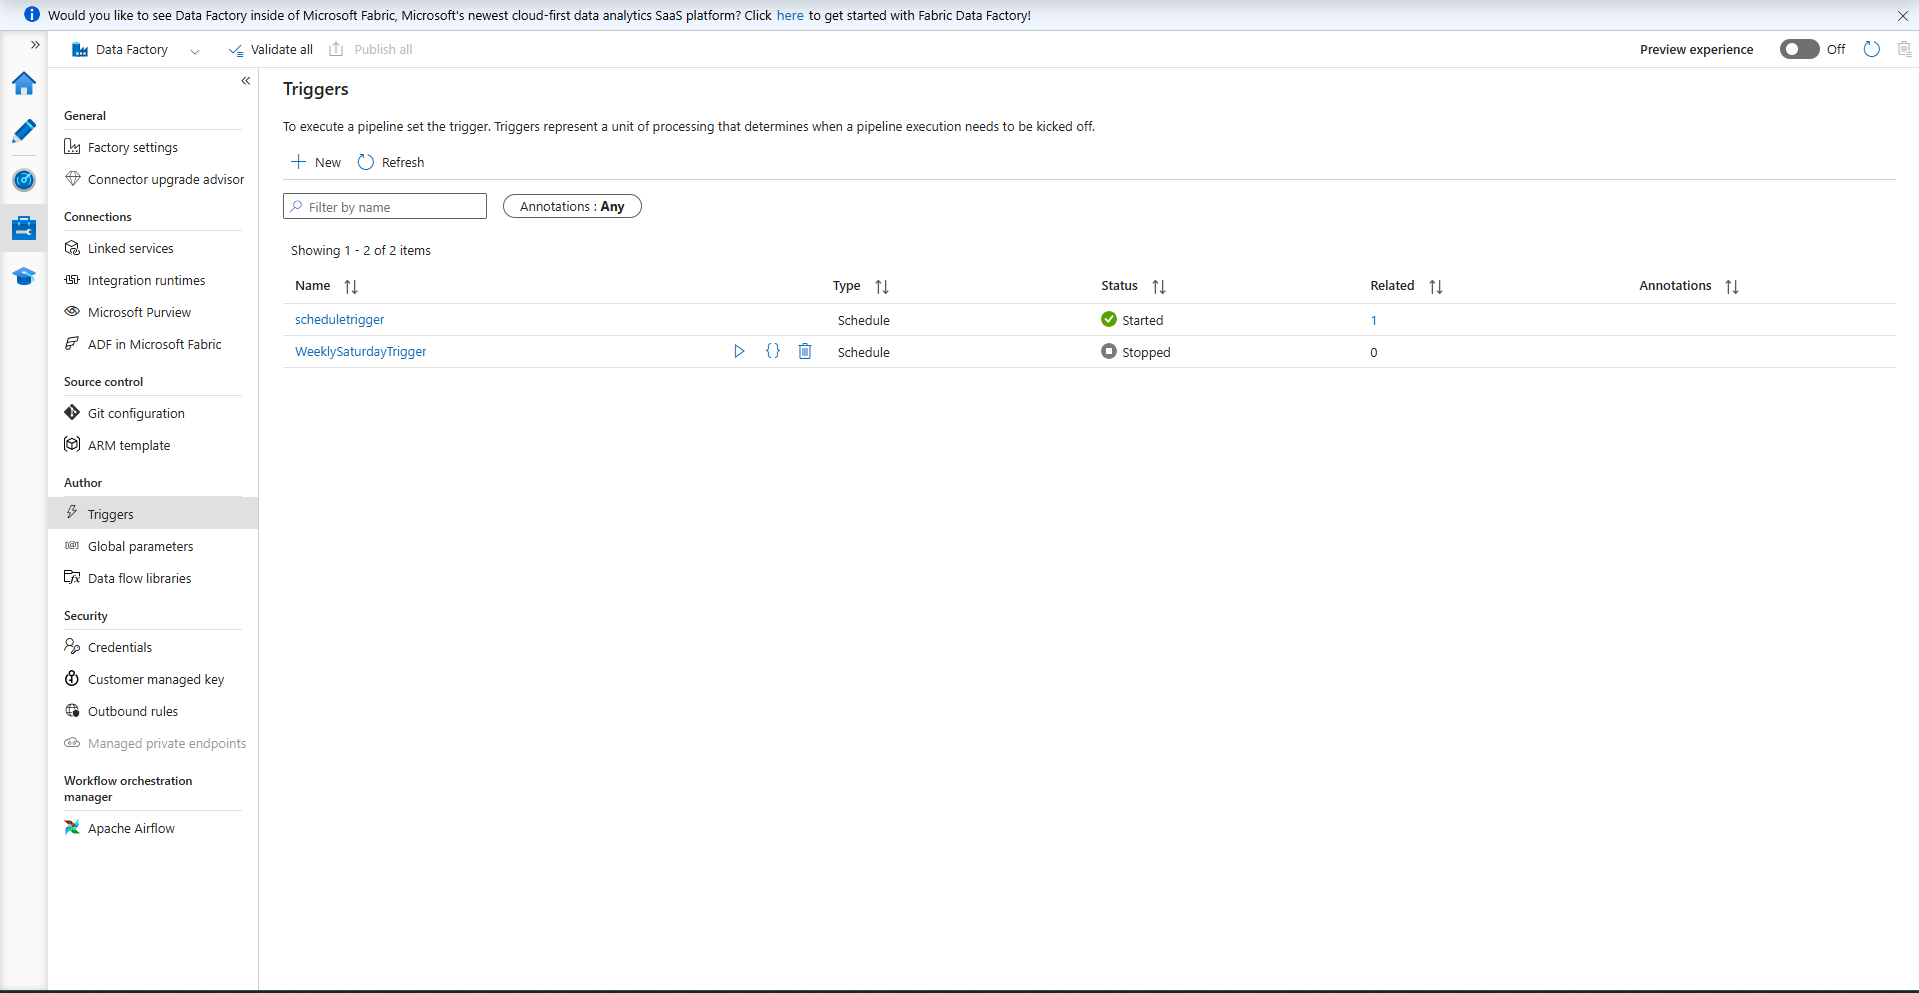 Would you like to see Data Factory inside of Microsoft Fabric, Microsoft's newest cloud-first data analytics SaaS platform? Click here to get started with Fabric Data Factory!
Data Factory
Validate all
Publish all
Preview experience
Off
General
Factory settings
Connector upgrade advisor
Connections
Linked services
Integration runtimes
Microsoft Purview
ADF in Microsoft Fabric
Source control
Git configuration
ARM template
Author
Triggers
Global parameters
Data flow libraries
Security
Credentials
Customer managed key
Outbound rules
Managed private endpoints
Workflow orchestration
manager
Apache Airflow
Triggers
To execute a pipeline set the trigger. Triggers represent a unit of processing that determines when a pipeline execution needs to be kicked off.
New Refresh
Filter by name
Annotations : Any
Showing 1 - 2 of 2 items
Name Type Status Related Annotations
scheduletrigger Schedule Started 1
WeeklySaturdayTrigger Schedule Stopped 0